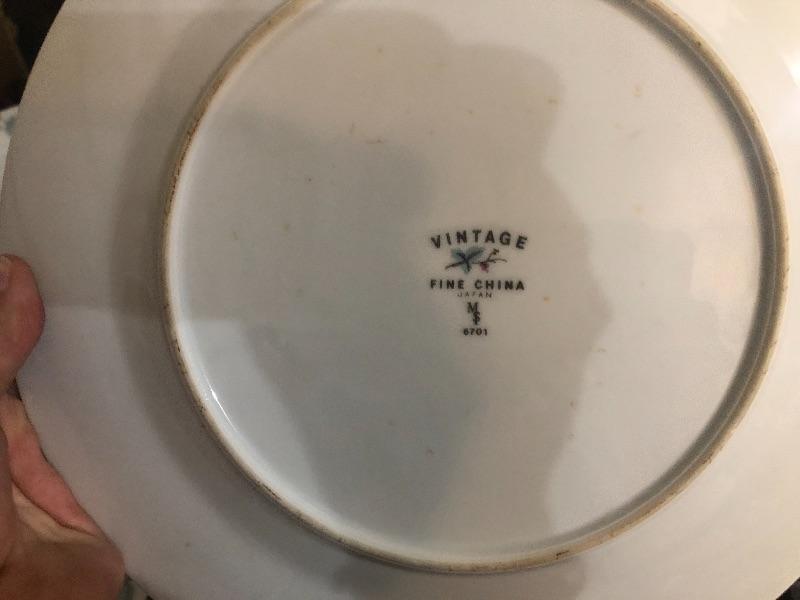 VINTAGE
FINE CHINA
JAPAN
MS
6701